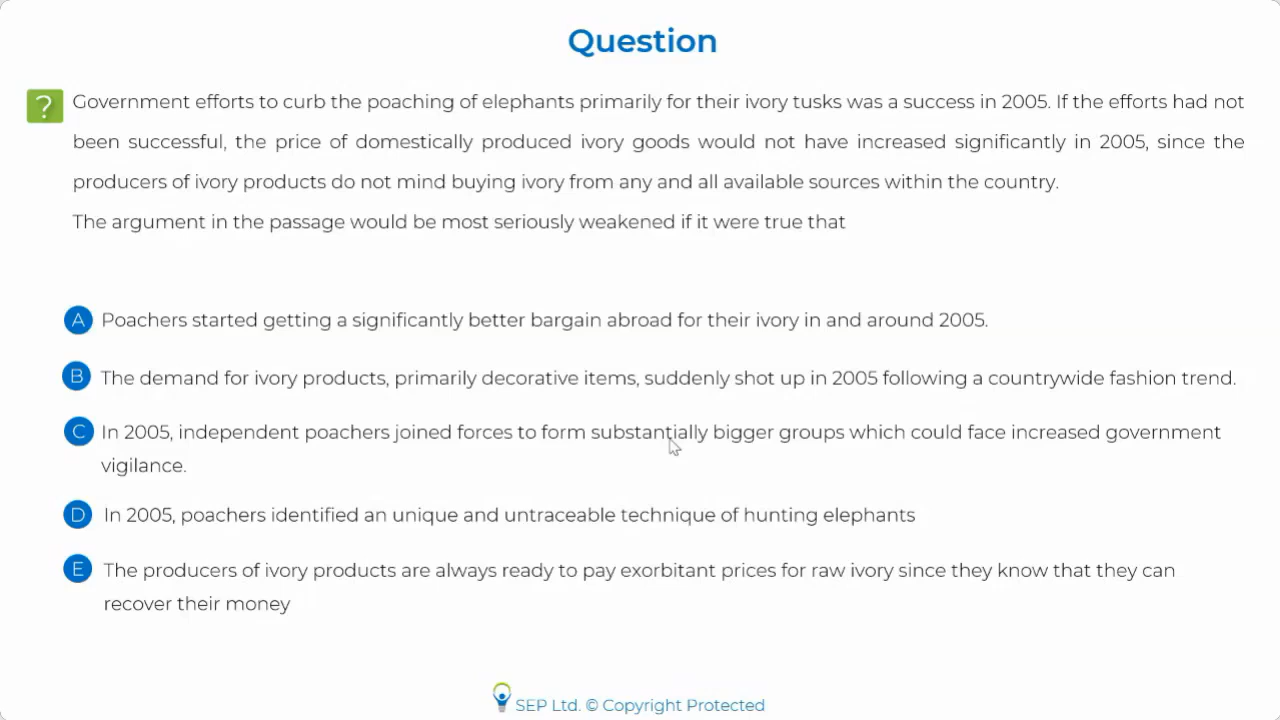 Question
? Government efforts to curb the poaching of elephants primarily for their ivory tusks was a success in 2005. If the efforts had not
been successful, the price of domestically produced ivory goods would not have increased significantly in 2005, since the
producers of ivory products do not mind buying ivory from any and all available sources within the country.
The argument in the passage would be most seriously weakened if it were true that
A Poachers started getting a significantly better bargain abroad for their ivory in and around 2005.
B The demand for ivory products, primarily decorative items, suddenly shot up in 2005 following a countrywide fashion trend.
C In 2005, independent poachers joined forces to form substantially bigger groups which could face increased government
vigilance.
D In 2005, poachers identified an unique and untraceable technique of hunting elephants
E The producers of ivory products are always ready to pay exorbitant prices for raw ivory since they know that they can
recover their money
SEP Ltd. © Copyright Protected